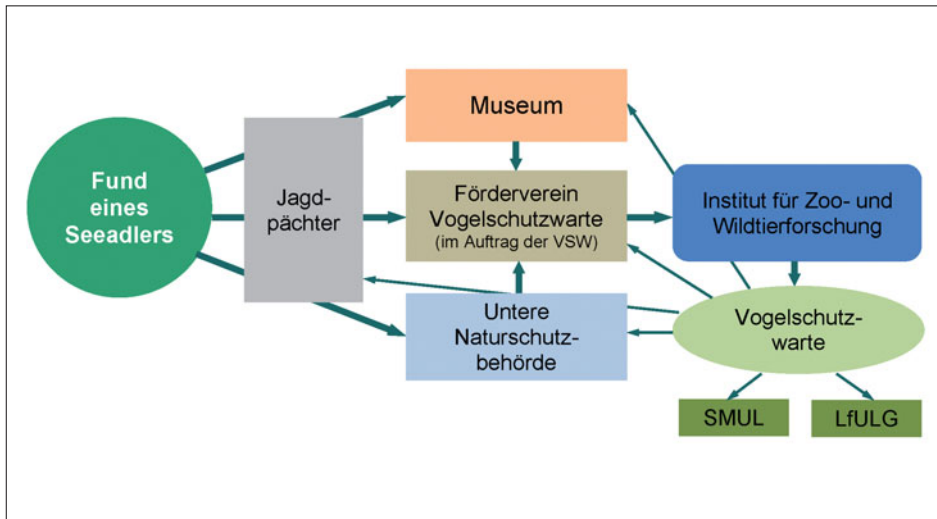 Fund
eines
Seeadlers
Jagd-
pächter
Museum
Förderverein
Vogelschutzwarte
(im Auftrag der VSW)
Untere
Naturschutz-
behörde
Institut für Zoo- und
Wildtierforschung
Vogelschutz-
warte
SMUL
LfULG